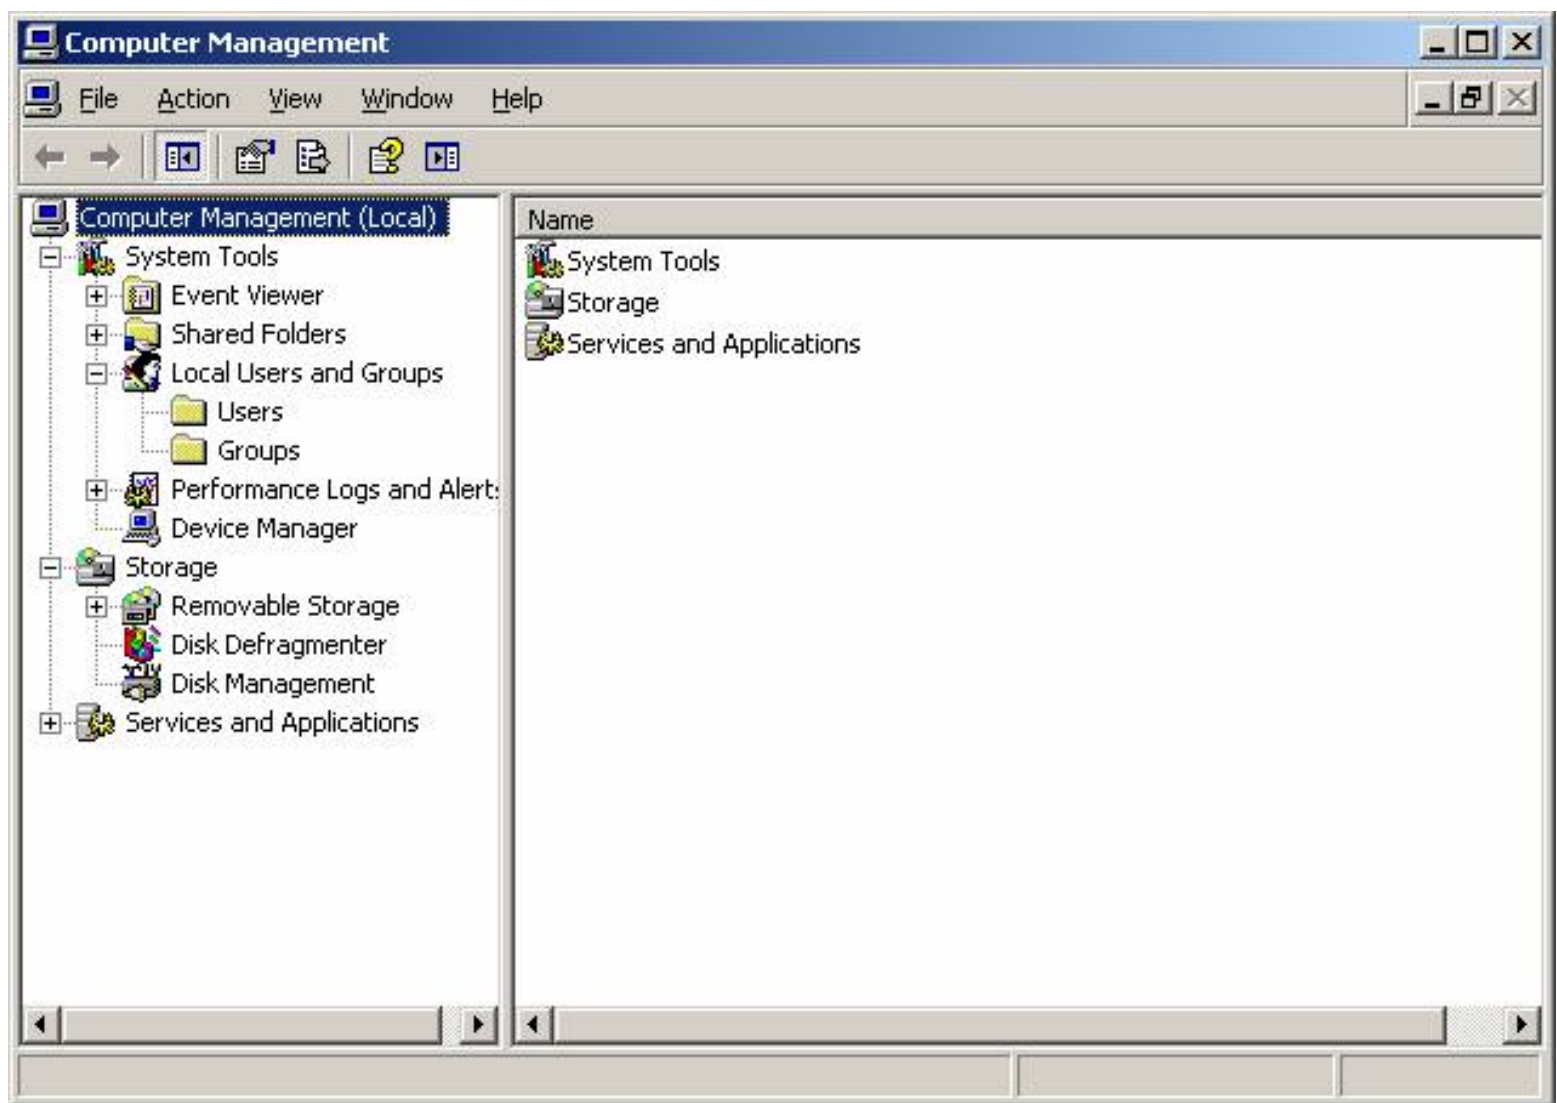 Computer Management
File Action View Window Help
Computer Management (Local)
System Tools
Event Viewer
Shared Folders
Local Users and Groups
Users
Groups
Performance Logs and Alerts
Device Manager
Storage
Removable Storage
Disk Defragmenter
Disk Management
Services and Applications
Name
System Tools
Storage
Services and Applications